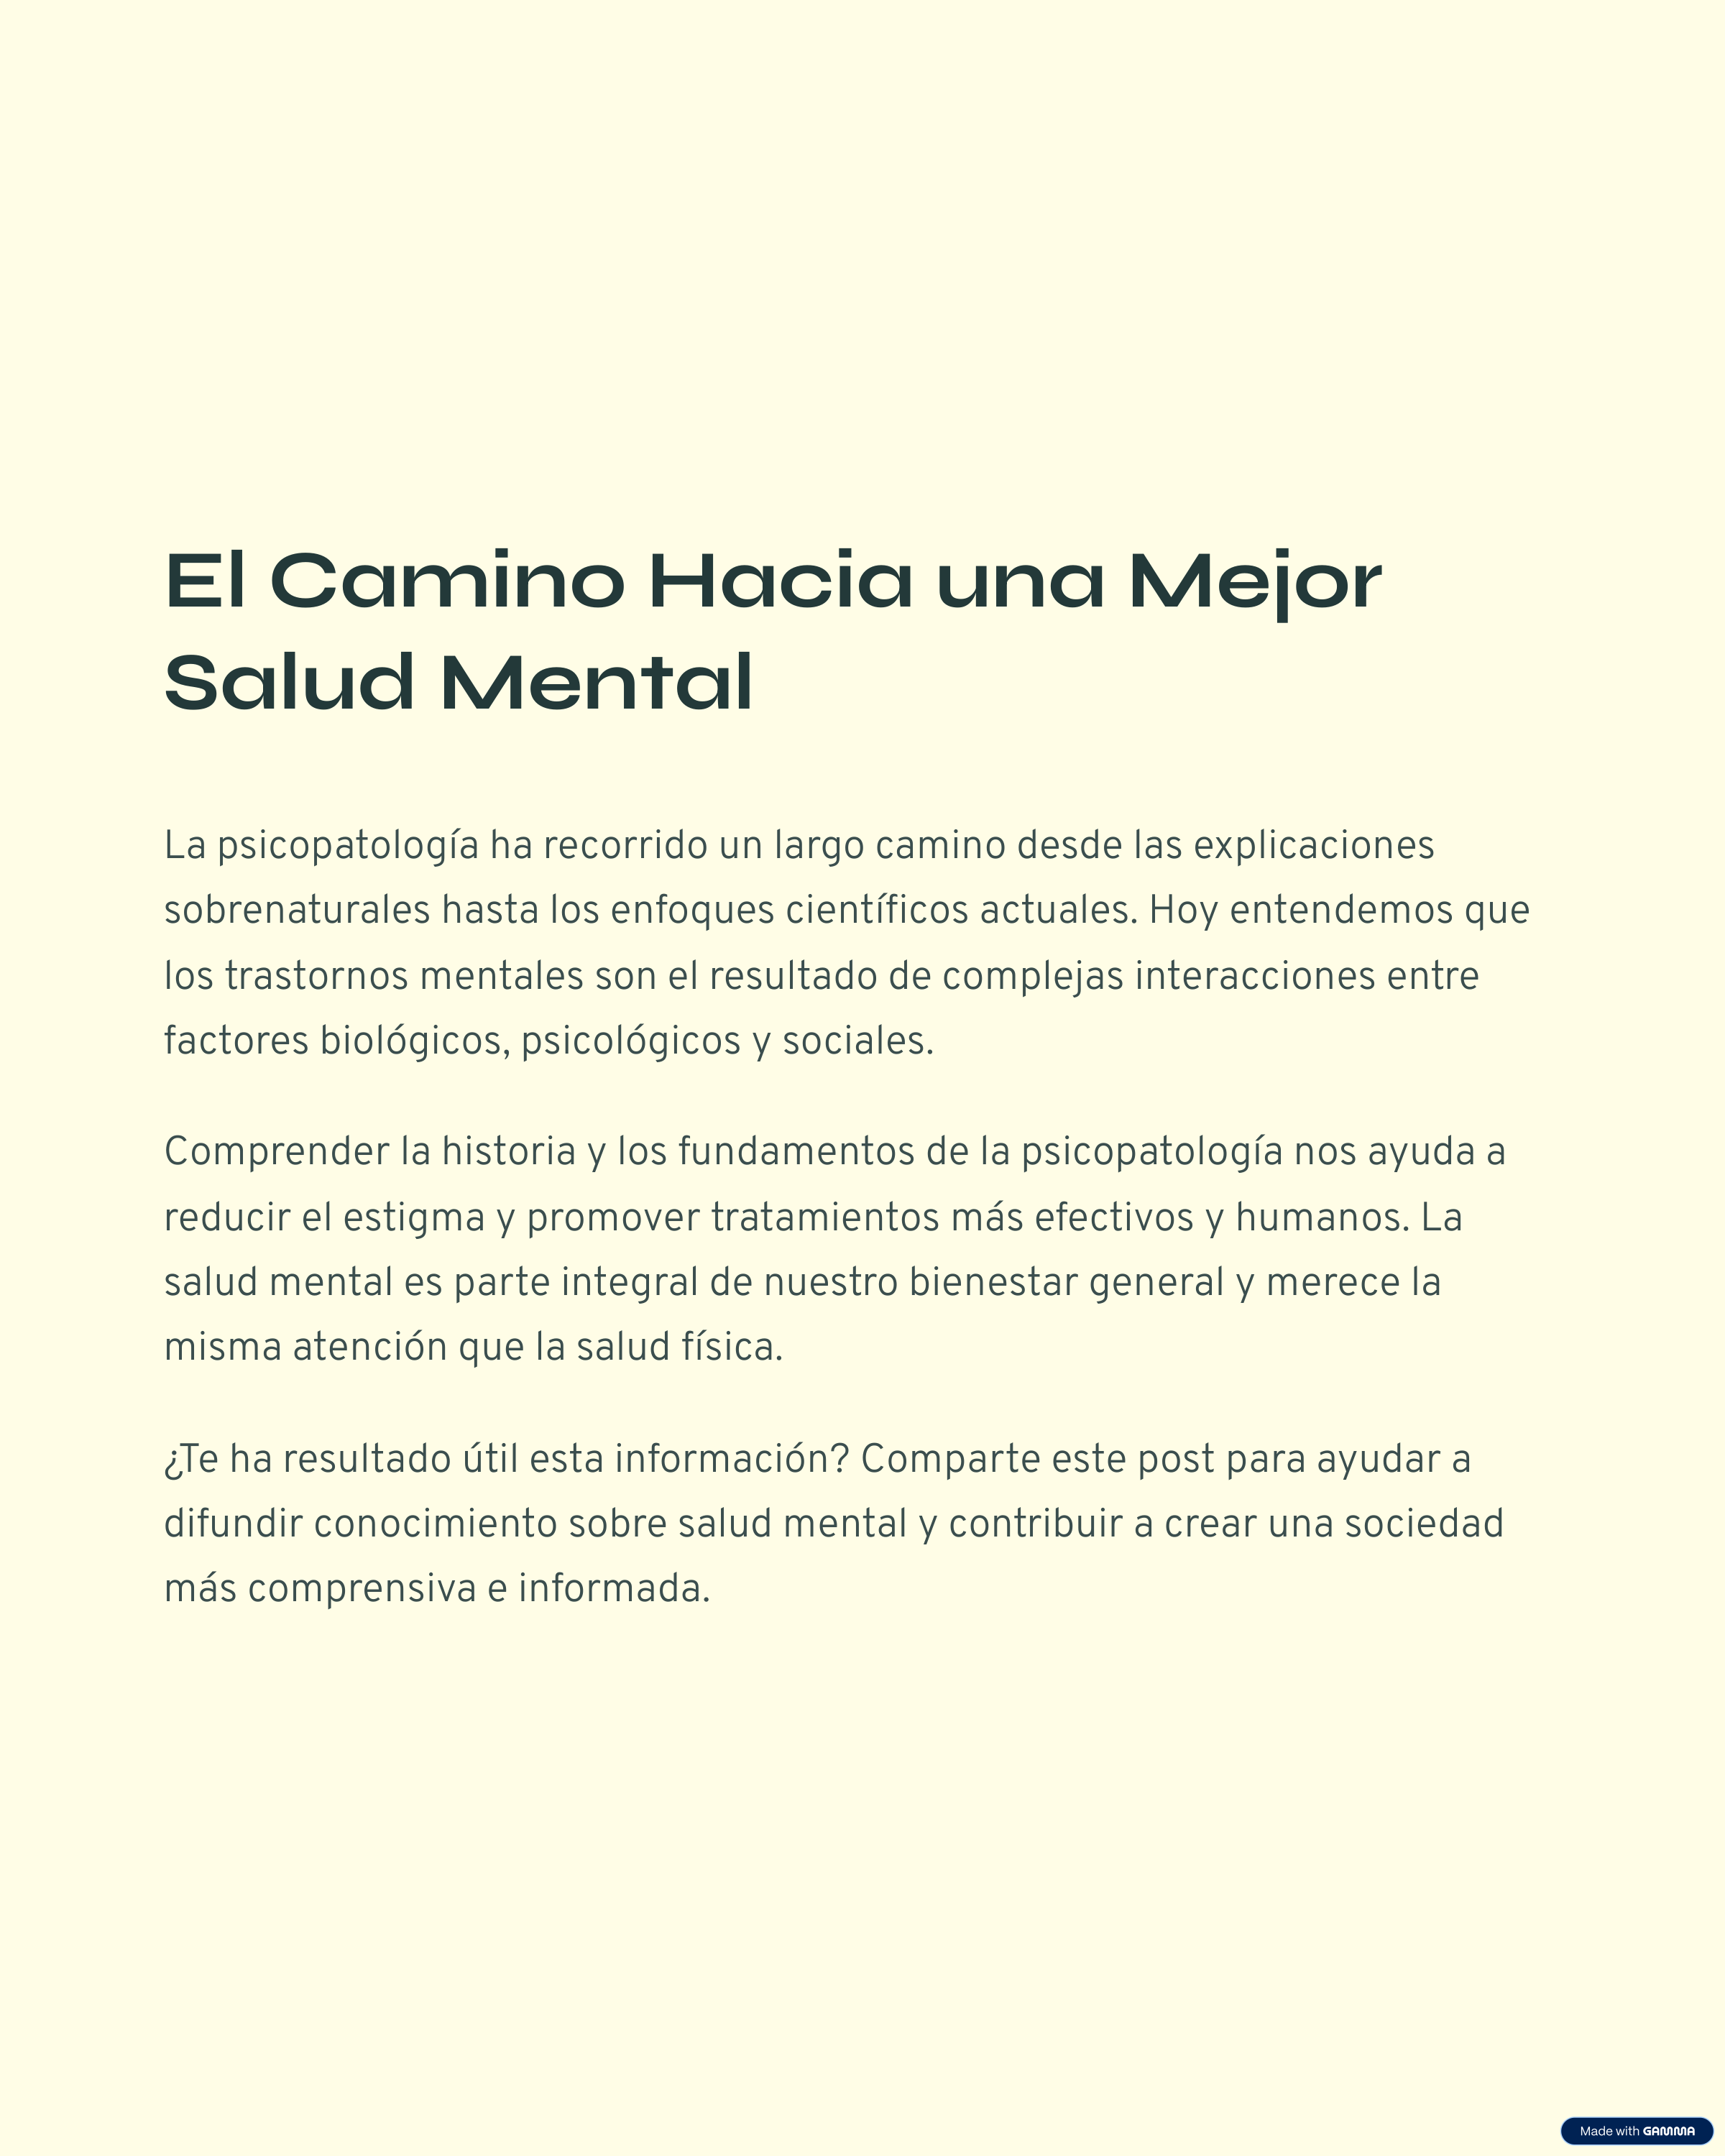 El Camino Hacia una Mejor
Salud Mental
La psicopatología ha recorrido un largo camino desde las explicaciones
sobrenaturales hasta los enfoques científicos actuales. Hoy entendemos que
los trastornos mentales son el resultado de complejas interacciones entre
factores biológicos, psicológicos y sociales.
Comprender la historia y los fundamentos de la psicopatología nos ayuda a
reducir el estigma y promover tratamientos más efectivos y humanos. La
salud mental es parte integral de nuestro bienestar general y merece la
misma atención que la salud física.
¿Te ha resultado útil esta información? Comparte este post para ayudar a
difundir conocimiento sobre salud mental y contribuir a crear una sociedad
más comprensiva e informada.
Made with GAMMA